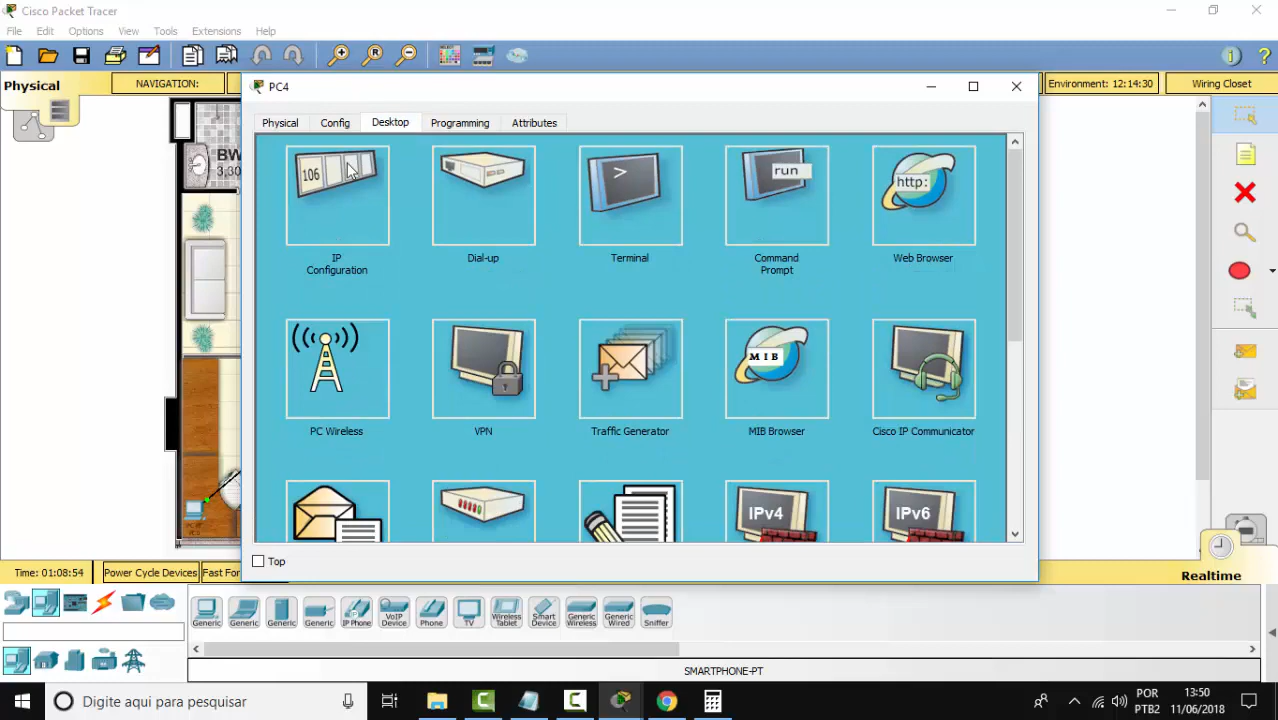 Cisco Packet Tracer
File Edit Options View Tools Extensions Help
Physical
NAVIGATION:
Environment: 12:14:30
Wiring Closet
PC4
Physical Config Desktop Programming Attributes
106
>
run
http:
IP
Configuration
Dial-up
Terminal
Command
Prompt
Web Browser
MIB
PC Wireless
VPN
Traffic Generator
MIB Browser
Cisco IP Communicator
IPv4
IPv6
Top
BW
3,30
Time: 01:08:54
Power Cycle Devices
Fast For
Realtime
Generic Generic Generic Generic IP Phone VoIP Device Phone TV Wireless Tablet Smart Device Generic Wireless Generic Wired Sniffer
SMARTPHONE-PT
Digite aqui para pesquisar
POR
PTB2
13:50
11/06/2018